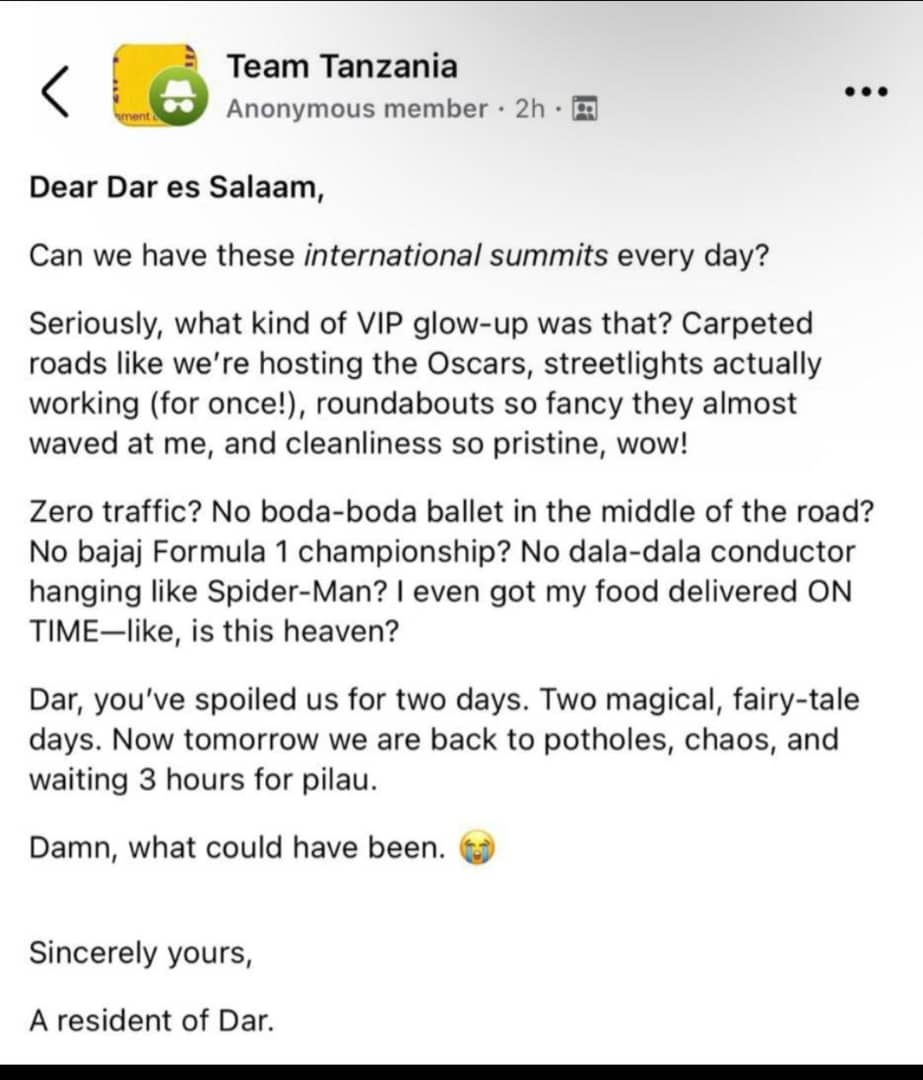 Team Tanzania
Anonymous member · 2h ·
Dear Dar es Salaam,
Can we have these international summits every day?
Seriously, what kind of VIP glow-up was that? Carpeted
roads like we're hosting the Oscars, streetlights actually
working (for once!), roundabouts so fancy they almost
waved at me, and cleanliness so pristine, wow!
Zero traffic? No boda-boda ballet in the middle of the road?
No bajaj Formula 1 championship? No dala-dala conductor
hanging like Spider-Man? I even got my food delivered ON
TIME—like, is this heaven?
Dar, you've spoiled us for two days. Two magical, fairy-tale
days. Now tomorrow we are back to potholes, chaos, and
waiting 3 hours for pilau.
Damn, what could have been. 😭
Sincerely yours,
A resident of Dar.